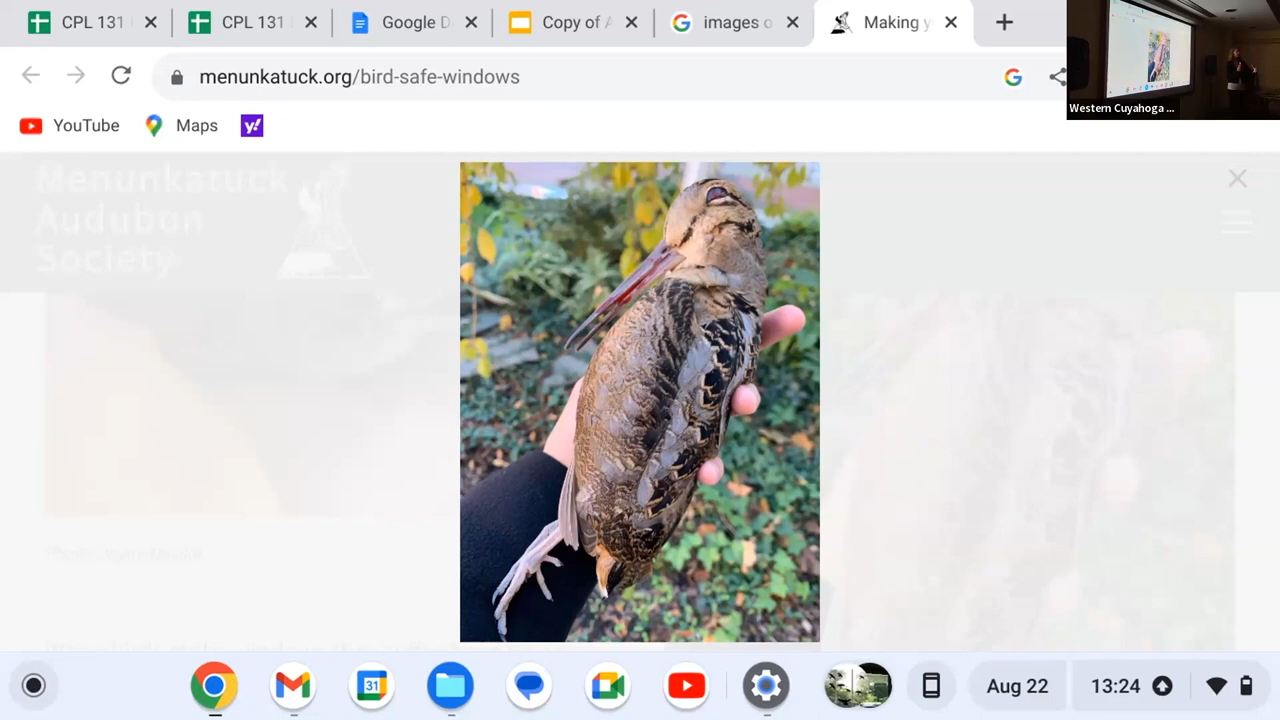 CPL 131
CPL 131
Google D
Copy of A
images o
Making y
menunkatuck.org/bird-safe-windows
YouTube
Maps
y!
Western Cuyahoga ...
Menunkatuck
Audubon
Society
31
Aug 22
13:24